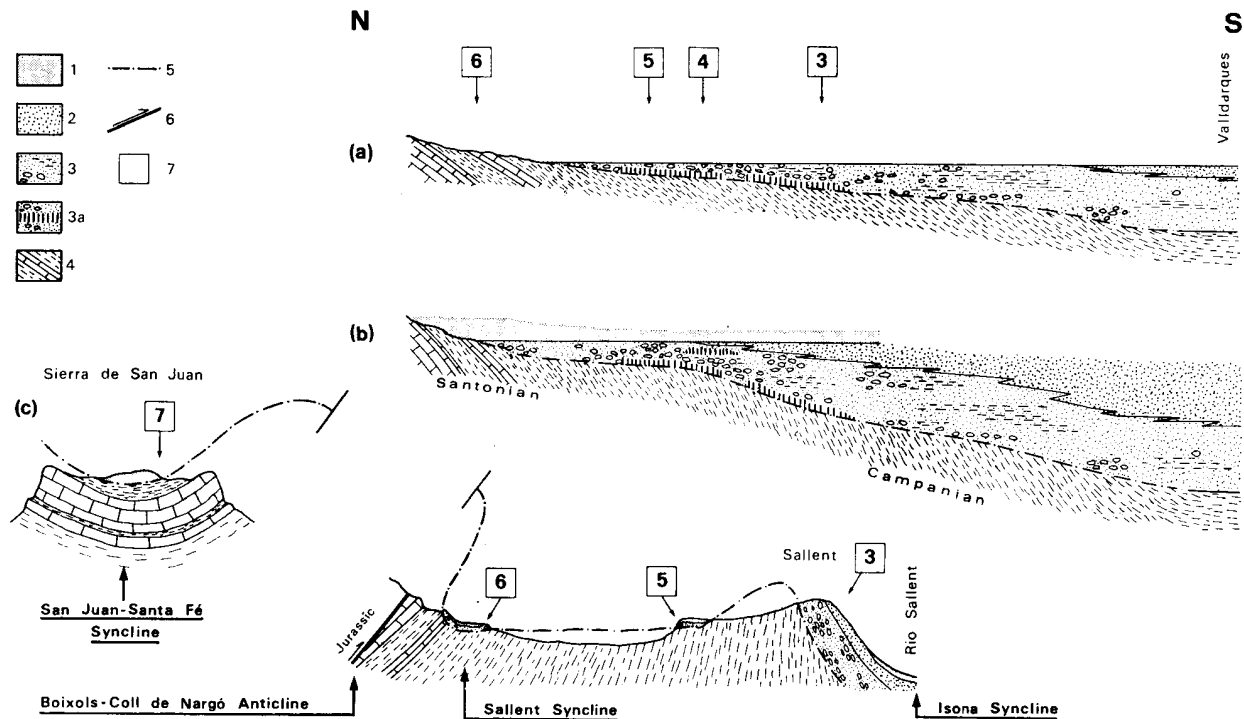 N
S
6
5
4
3
Valldarques
1
5
2
6
3
7
3a
4
(a)
(b)
Santonian
Campanian
Sierra de San Juan
(c)
7
San Juan-Santa Fé
Syncline
Jurassic
6
5
Sallent
3
Rio Sallent
Boixols-Coll de Nargó Anticline
Sallent Syncline
Isona Syncline